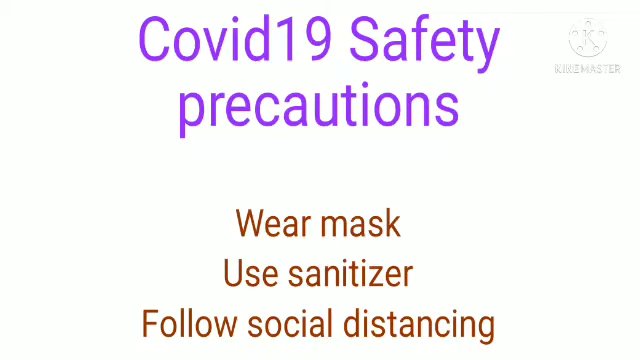 Covid19 Safety
precautions
KINEMASTER
Wear mask
Use sanitizer
Follow social distancing